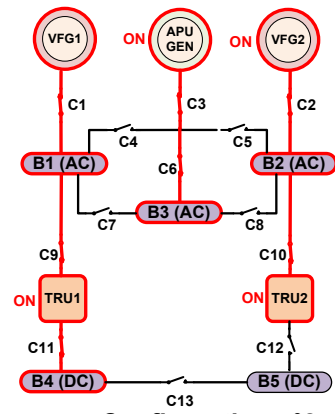 VFG1
ON
APU
GEN
ON
VFG2
C1
C3
C2
C4
C5
B1 (AC)
C6
B2 (AC)
C7
B3 (AC)
C8
C9
C10
ON
TRU1
ON
TRU2
C11
C12
B4 (DC)
C13
B5 (DC)